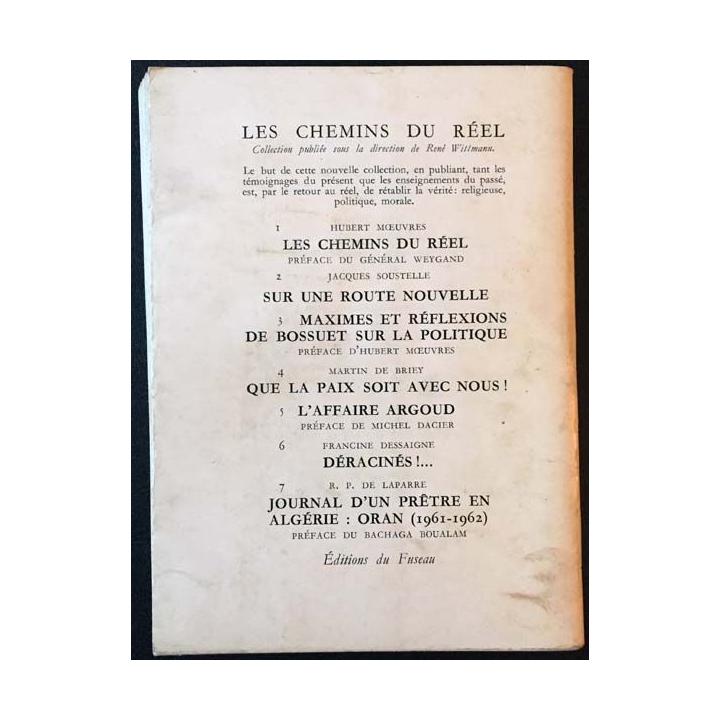 LES CHEMINS DU RÉEL
Collection publiée sous la direction de René Wittmann.
Le but de cette nouvelle collection, en publiant, tant les
témoignages du présent que les enseignements du passé,
est, par le retour au réel, de rétablir la vérité : religieuse,
politique, morale.
1 HUBERT MŒUVRES
LES CHEMINS DU RÉEL
PRÉFACE DU GÉNÉRAL WEYGAND
2 JACQUES SOUSTELLE
SUR UNE ROUTE NOUVELLE
3 MAXIMES ET RÉFLEXIONS
DE BOSSUET SUR LA POLITIQUE
PRÉFACE D'HUBERT MŒUVRES
4 MARTIN DE BRIEY
QUE LA PAIX SOIT AVEC NOUS !
5 L'AFFAIRE ARGOUD
PRÉFACE DE MICHEL DACIER
6 FRANCINE DESSAIGNE
DÉRACINÉS !...
7 R. P. DE LAPARRE
JOURNAL D'UN PRÊTRE EN
ALGÉRIE : ORAN (1961-1962)
PRÉFACE DU BACHAGA BOUALAM
Éditions du Fuseau